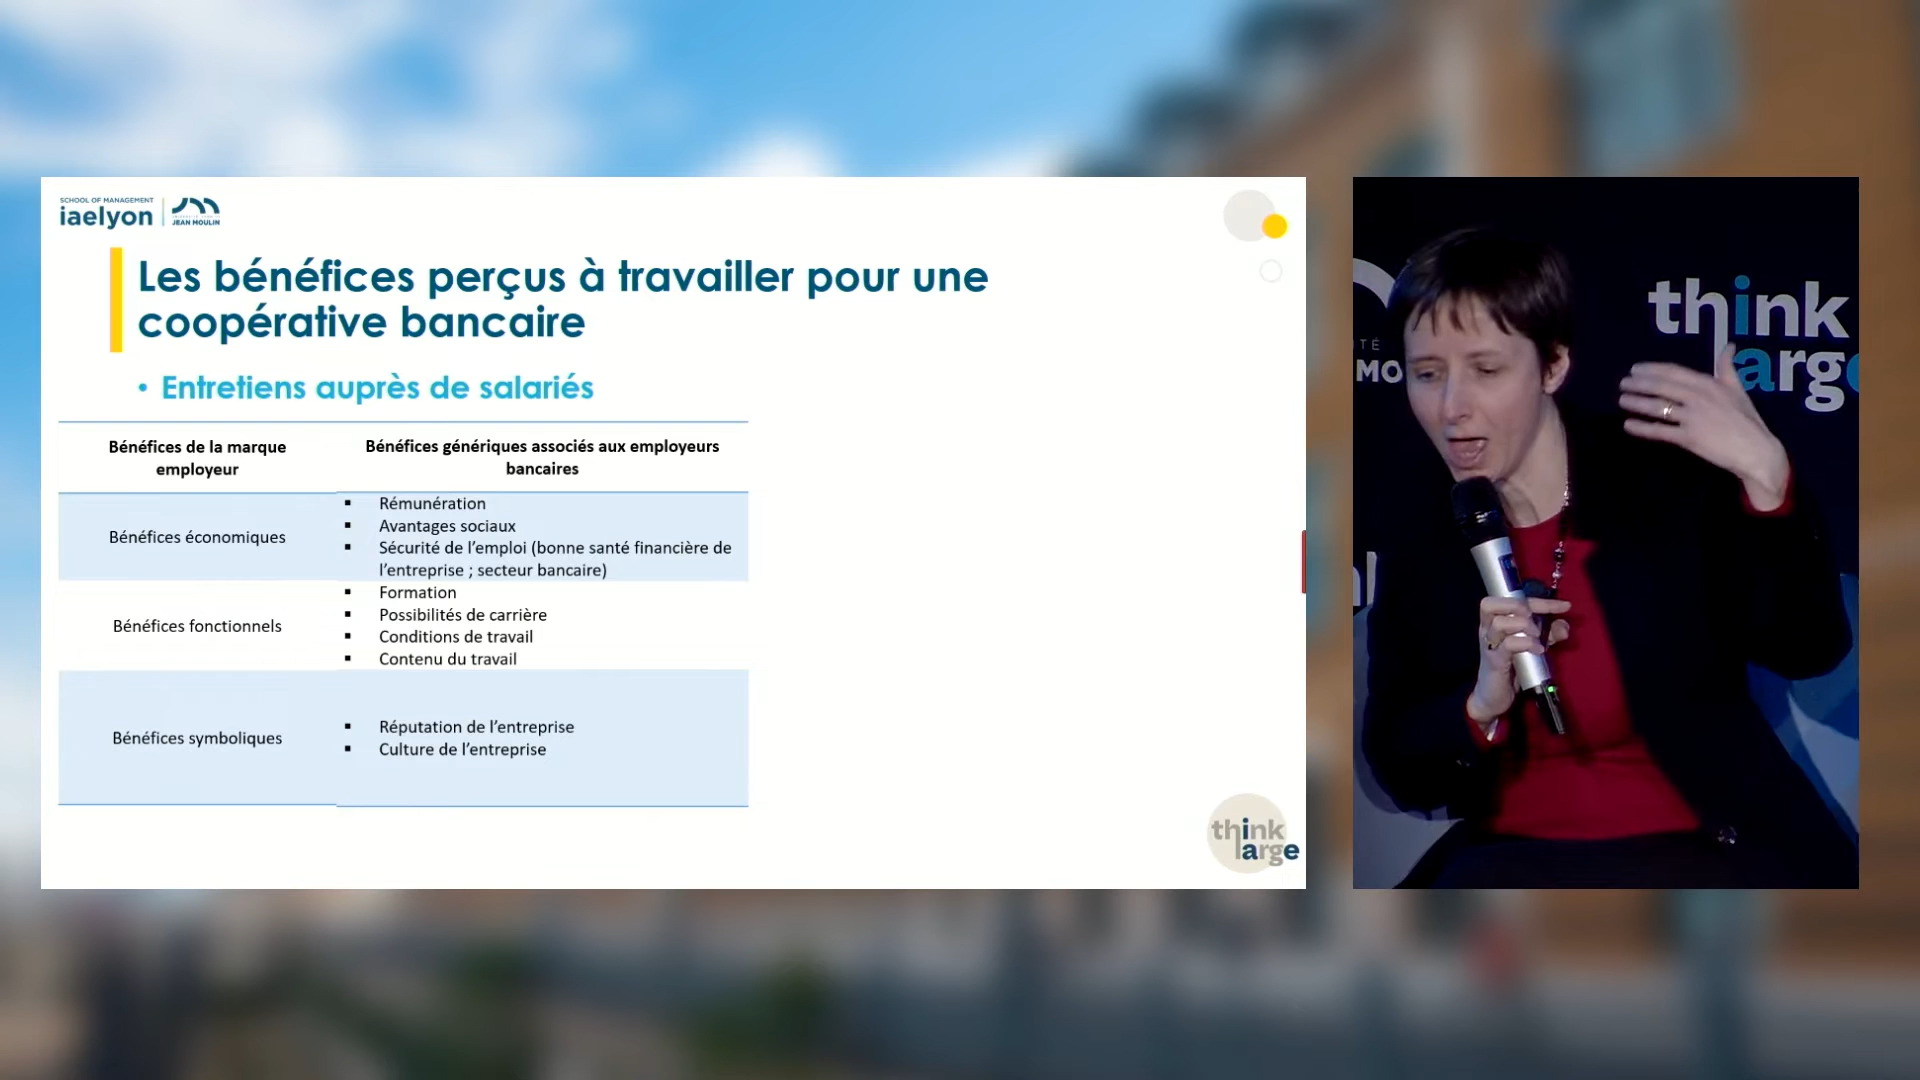 SCHOOL OF MANAGEMENT
iaelyon
JEAN MOULIN
Les bénéfices perçus à travailler pour une
coopérative bancaire
• Entretiens auprès de salariés
Bénéfices de la marque
employeur
Bénéfices génériques associés aux employeurs
bancaires
Bénéfices économiques
▪ Rémunération
▪ Avantages sociaux
▪ Sécurité de l'emploi (bonne santé financière de
l'entreprise ; secteur bancaire)
Bénéfices fonctionnels
▪ Formation
▪ Possibilités de carrière
▪ Conditions de travail
▪ Contenu du travail
Bénéfices symboliques
▪ Réputation de l'entreprise
▪ Culture de l'entreprise
think
large
think
large
MO